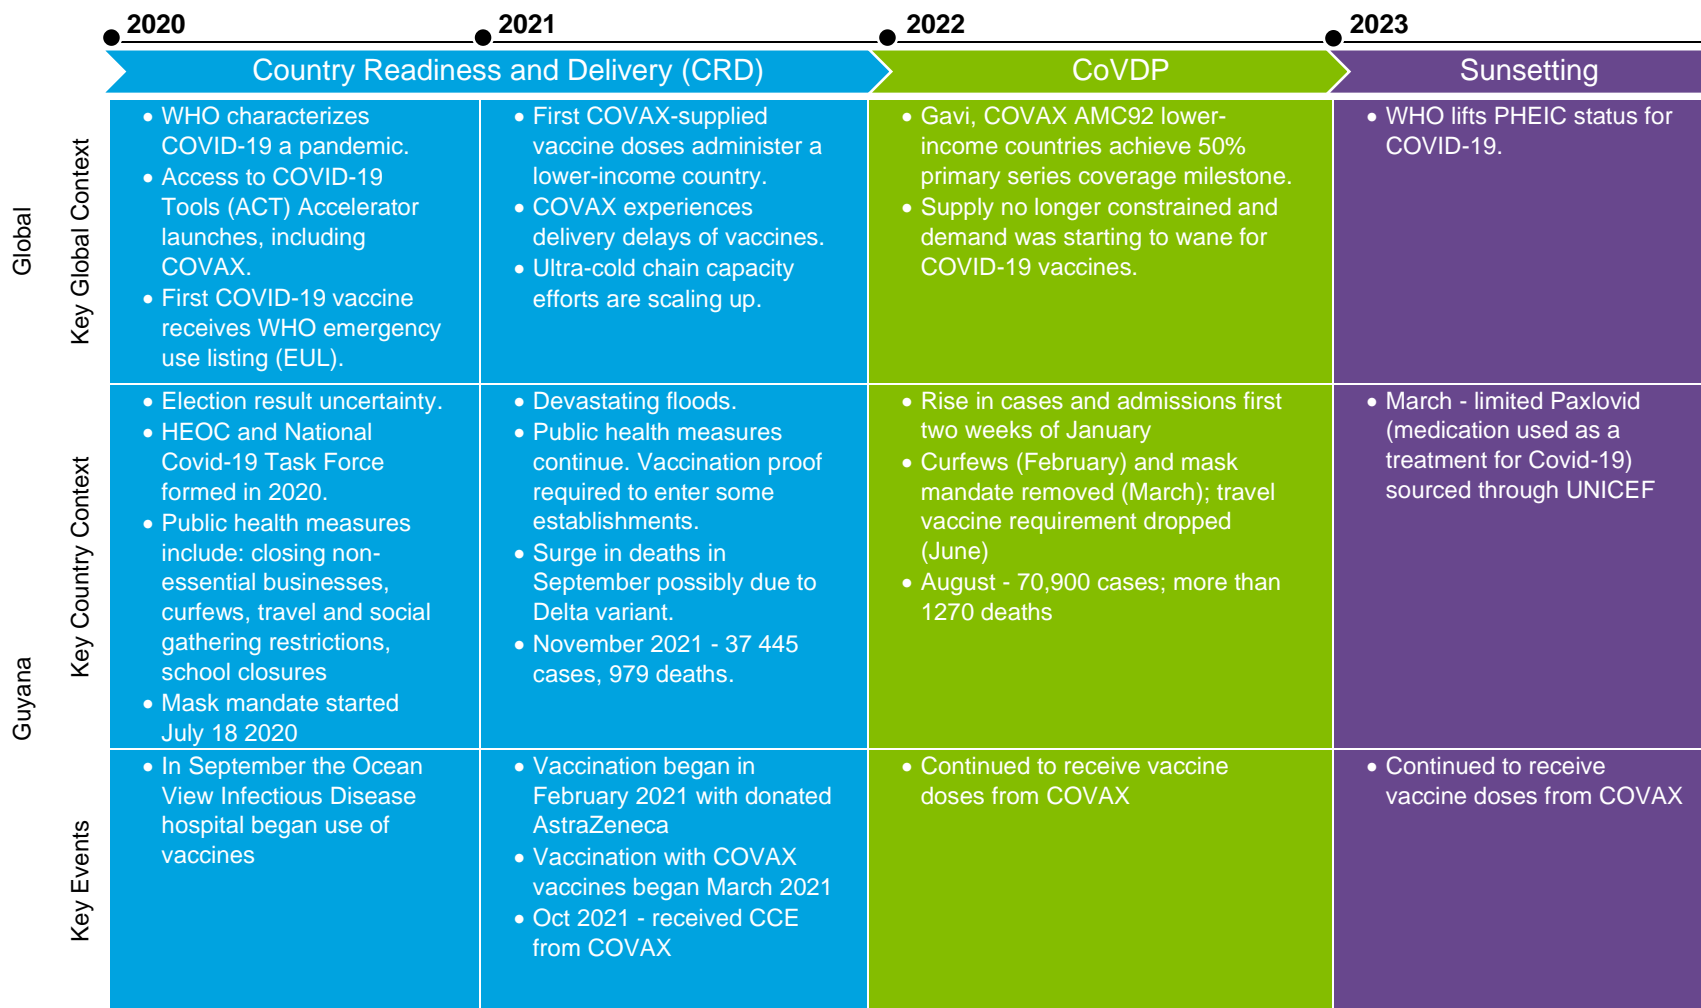 2020
2021
2022
2023
Country Readiness and Delivery (CRD)
CoVDP
Sunsetting
Global
Key Global Context
• WHO characterizes
COVID-19 a pandemic.
• Access to COVID-19
Tools (ACT) Accelerator
launches, including
COVAX.
• First COVID-19 vaccine
receives WHO emergency
use listing (EUL).
• First COVAX-supplied
vaccine doses administer a
lower-income country.
• COVAX experiences
delivery delays of vaccines.
• Ultra-cold chain capacity
efforts are scaling up.
• Gavi, COVAX AMC92 lower-
income countries achieve 50%
primary series coverage milestone.
• Supply no longer constrained and
demand was starting to wane for
COVID-19 vaccines.
• WHO lifts PHEIC status for
COVID-19.
Guyana
Key Country Context
• Election result uncertainty.
• HEOC and National
Covid-19 Task Force
formed in 2020.
• Public health measures
include: closing non-
essential businesses,
curfews, travel and social
gathering restrictions,
school closures
• Mask mandate started
July 18 2020
• Devastating floods.
• Public health measures
continue. Vaccination proof
required to enter some
establishments.
• Surge in deaths in
September possibly due to
Delta variant.
• November 2021 - 37 445
cases, 979 deaths.
• Rise in cases and admissions first
two weeks of January
• Curfews (February) and mask
mandate removed (March); travel
vaccine requirement dropped
(June)
• August - 70,900 cases; more than
1270 deaths
• March - limited Paxlovid
(medication used as a
treatment for Covid-19)
sourced through UNICEF
Key Events
• In September the Ocean
View Infectious Disease
hospital began use of
vaccines
• Vaccination began in
February 2021 with donated
AstraZeneca
• Vaccination with COVAX
vaccines began March 2021
• Oct 2021 - received CCE
from COVAX
• Continued to receive vaccine
doses from COVAX
• Continued to receive
vaccine doses from COVAX